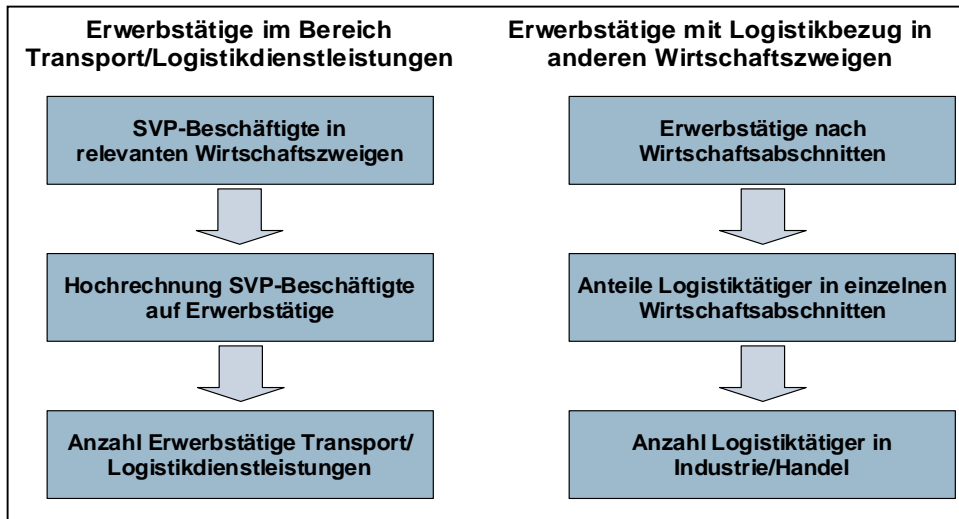 Erwerbstätige im Bereich
Transport/Logistikdienstleistungen
SVP-Beschäftigte in
relevanten Wirtschaftszweigen
Hochrechnung SVP-Beschäftigte
auf Erwerbstätige
Anzahl Erwerbstätige Transport/
Logistikdienstleistungen
Erwerbstätige mit Logistikbezug in
anderen Wirtschaftszweigen
Erwerbstätige nach
Wirtschaftsabschnitten
Anteile Logistiktätiger in einzelnen
Wirtschaftsabschnitten
Anzahl Logistiktätiger in
Industrie/Handel